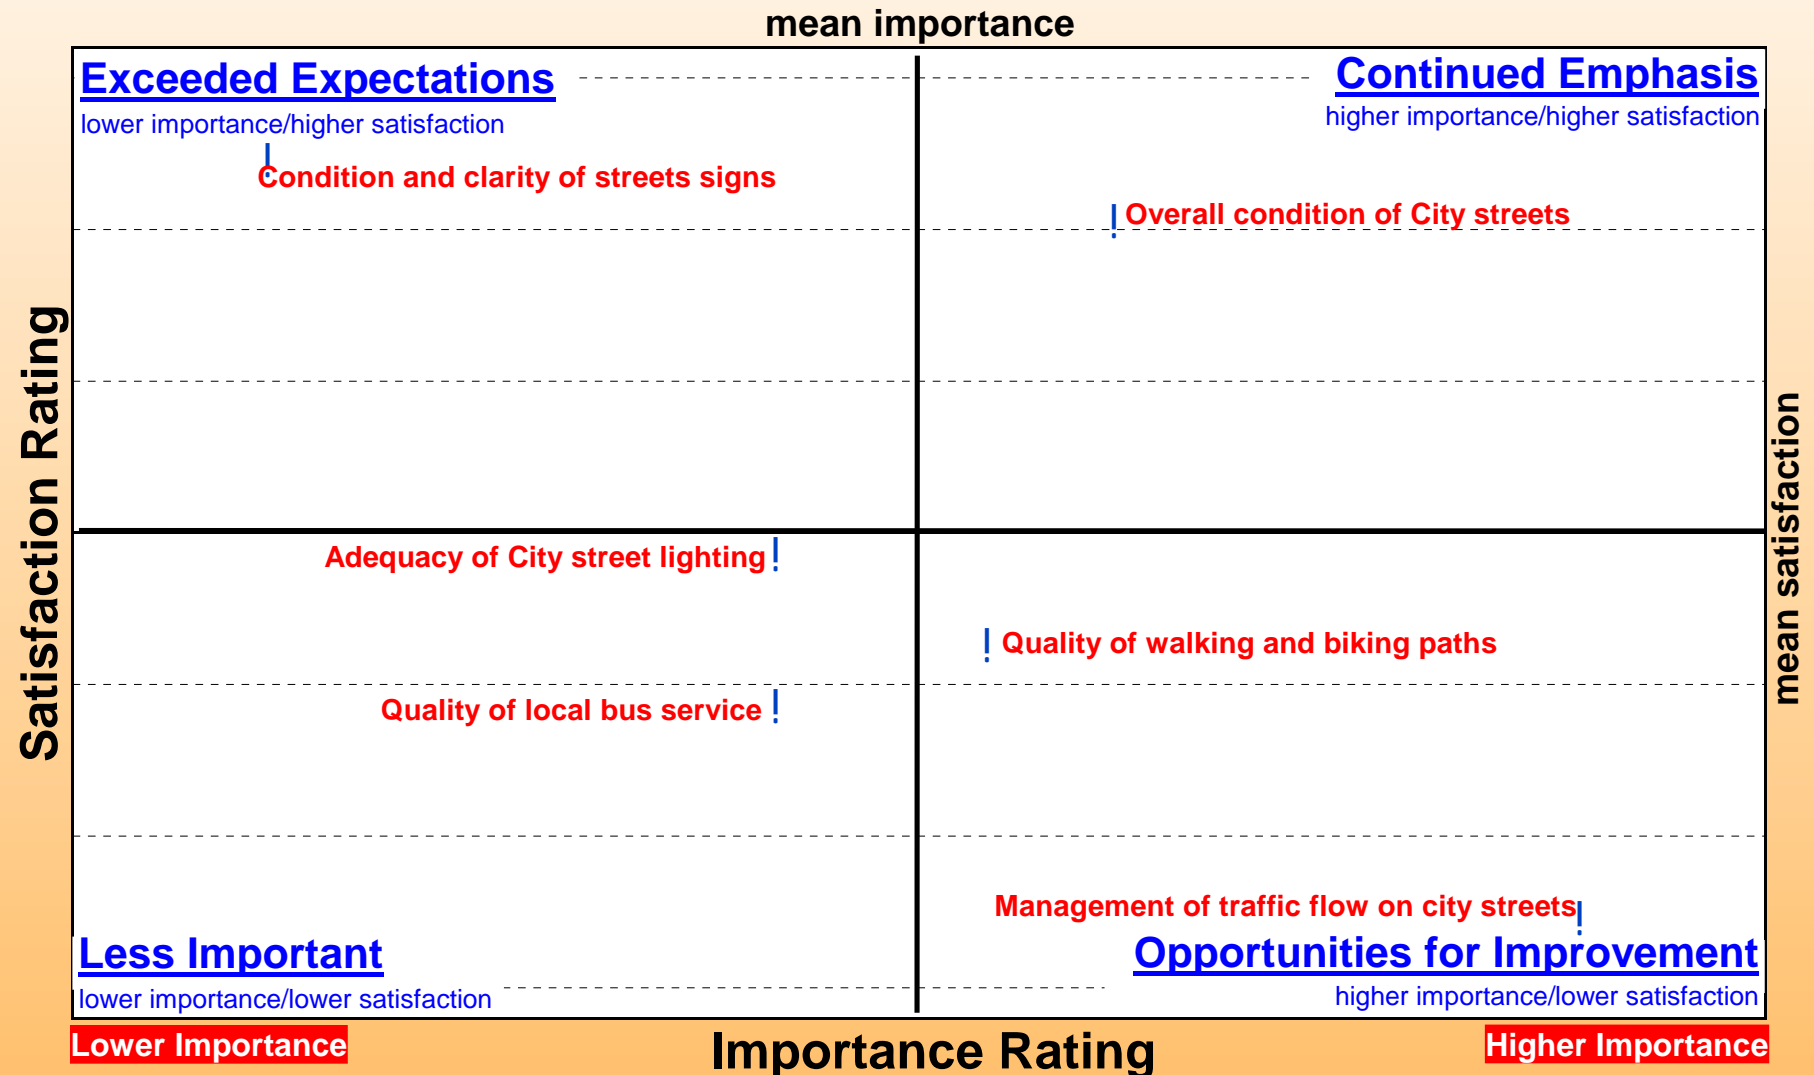 mean importance
Exceeded Expectations
lower importance/higher satisfaction
Continued Emphasis
higher importance/higher satisfaction
Condition and clarity of streets signs
Overall condition of City streets
Satisfaction Rating
mean satisfaction
Adequacy of City street lighting
Quality of walking and biking paths
Quality of local bus service
Management of traffic flow on city streets
Less Important
lower importance/lower satisfaction
Opportunities for Improvement
higher importance/lower satisfaction
Lower Importance
Importance Rating
Higher Importance